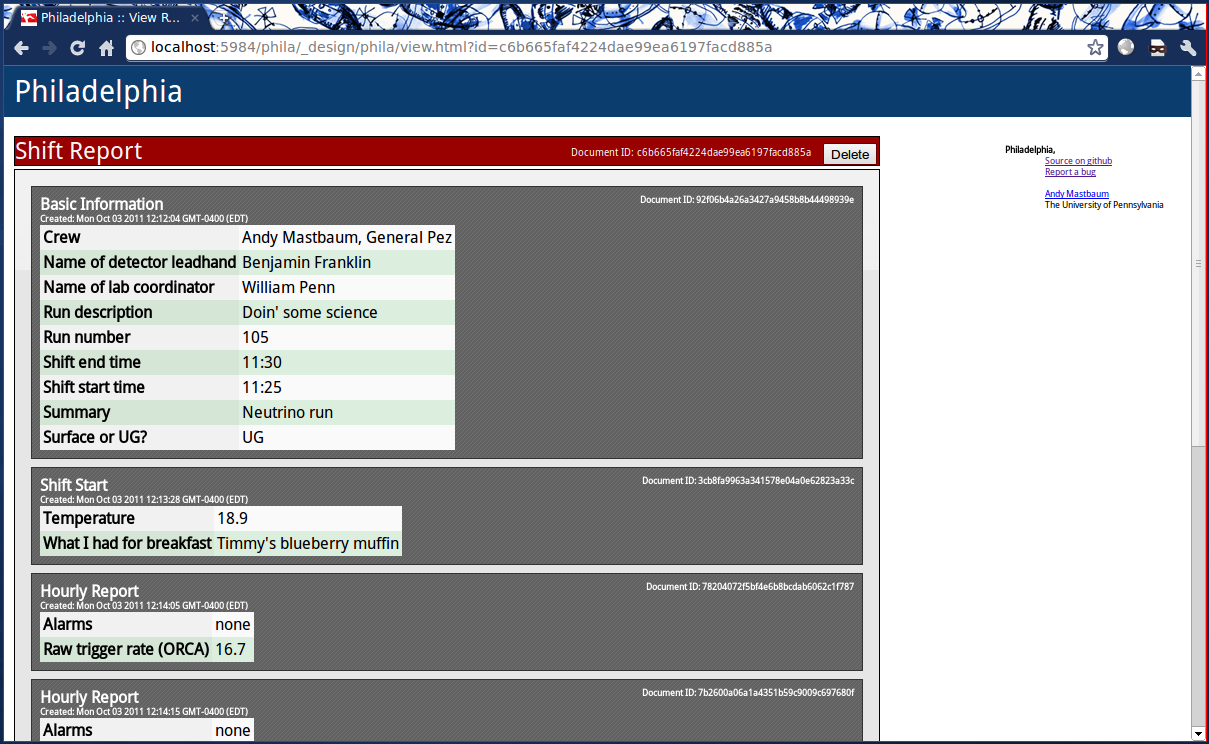 Philadelphia :: View R...
localhost:5984/phila/_design/phila/view.html?id=c6b665faf4224dae99ea6197facd885a
Philadelphia
Shift Report
Document ID: c6b665faf4224dae99ea6197facd885a
Delete
Philadelphia,
Source on github
Report a bug
Andy Mastbaum
The University of Pennsylvania
Basic Information
Document ID: 92f06b4a26a3427a9458b8b44498939e
Created: Mon Oct 03 2011 12:12:04 GMT-0400 (EDT)
Crew Andy Mastbaum, General Pez
Name of detector leadhand Benjamin Franklin
Name of lab coordinator William Penn
Run description Doin' some science
Run number 105
Shift end time 11:30
Shift start time 11:25
Summary Neutrino run
Surface or UG? UG
Shift Start
Document ID: 3cb8fa9963a341578e04a0e62823a33c
Created: Mon Oct 03 2011 12:13:28 GMT-0400 (EDT)
Temperature 18.9
What I had for breakfast Timmy's blueberry muffin
Hourly Report
Document ID: 78204072f5bf4e6b8bcdab6062c1f787
Created: Mon Oct 03 2011 12:14:05 GMT-0400 (EDT)
Alarms none
Raw trigger rate (ORCA) 16.7
Hourly Report
Document ID: 7b2600a06a1a4351b59c9009c697680f
Created: Mon Oct 03 2011 12:14:15 GMT-0400 (EDT)
Alarms none